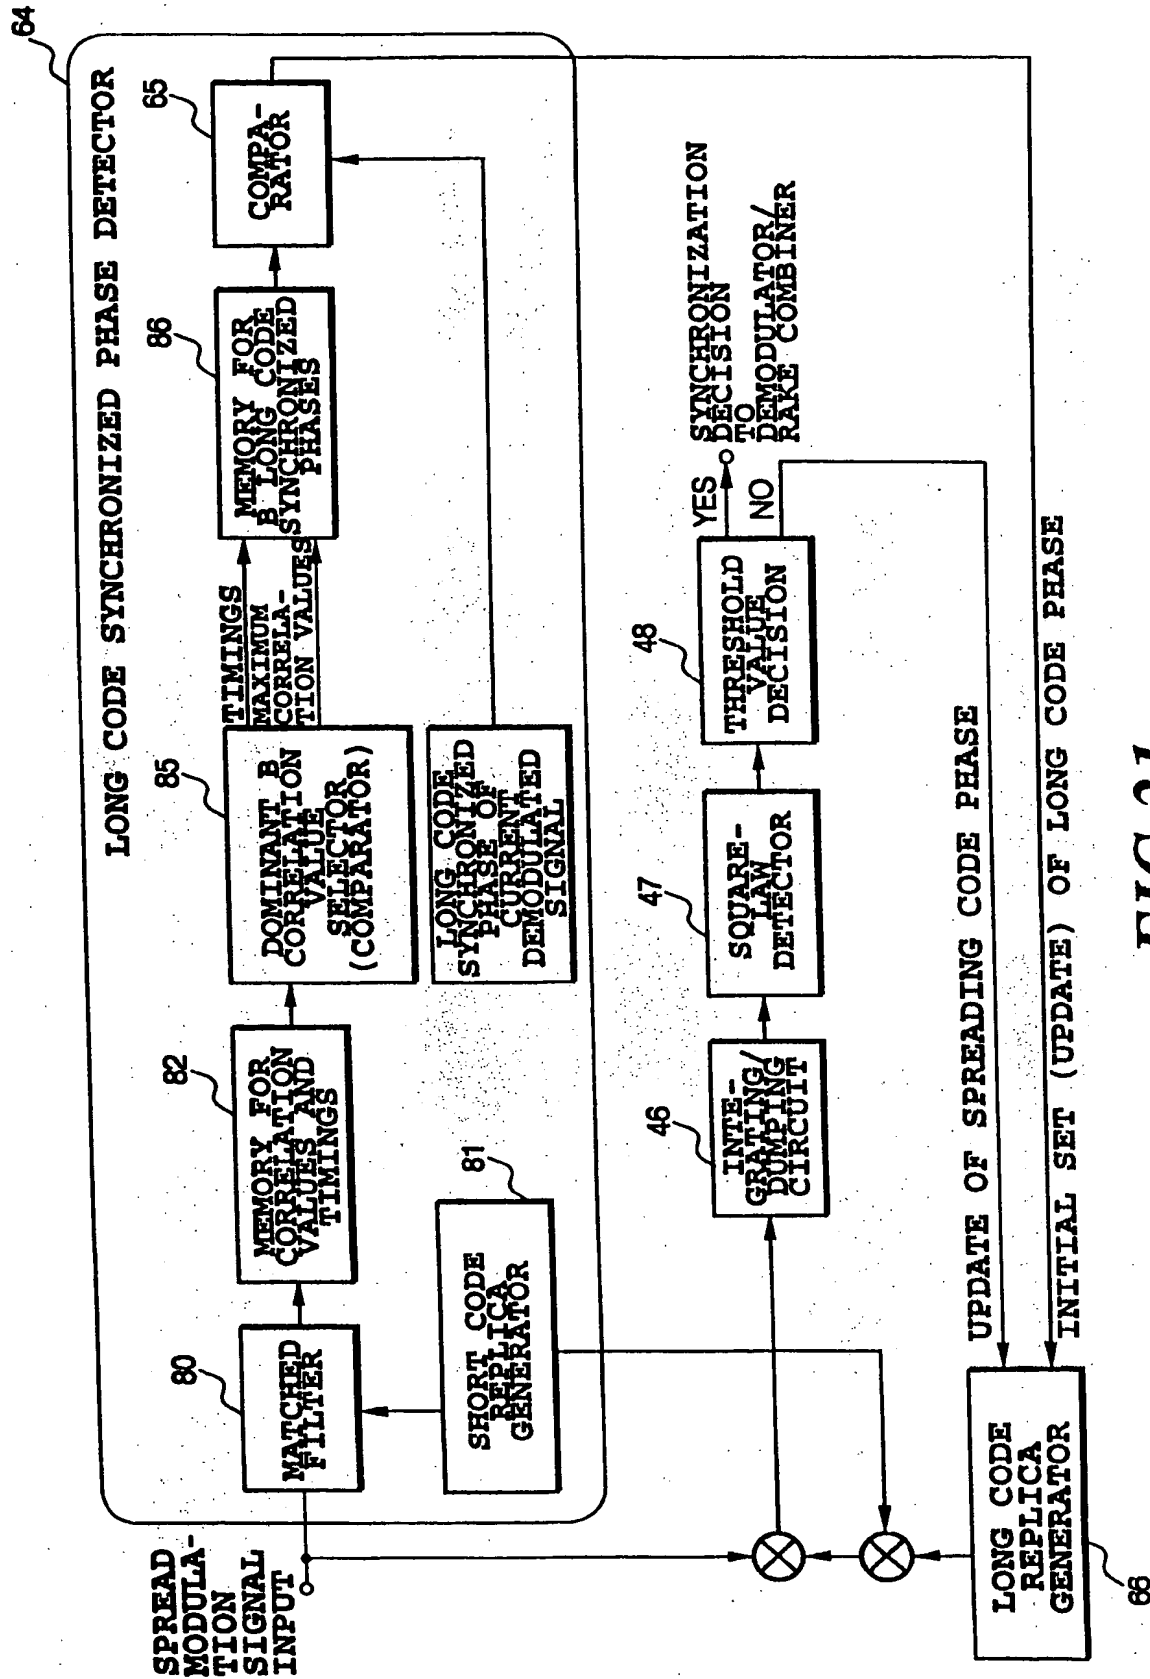 64
LONG CODE SYNCHRONIZED PHASE DETECTOR
SPREAD
MODULA-
TION
SIGNAL
INPUT
80
MATCHED
FILTER
82
MEMORY FOR
CORRELATION
VALUES AND
TIMINGS
85
DOMINANT B
CORRELATION
VALUE
SELECTOR
(COMPARATOR)
TIMINGS
MAXIMUM
CORRELA-
TION VALUES
86
MEMORY FOR
B LONG CODE
SYNCHRONIZED
PHASES
65
COMPA-
RATOR
81
SHORT CODE
REPLICA
GENERATOR
LONG CODE
SYNCHRONIZED
PHASE OF
CURRENT
DEMODULATED
SIGNAL
46
INTE-
GRATING/
DUMPING
CIRCUIT
47
SQUARE-
LAW
DETECTOR
48
THRESHOLD
VALUE
DECISION
YES
NO
SYNCHRONIZATION
DECISION
TO
DEMODULATOR/
RAKE COMBINER
UPDATE OF SPREADING CODE PHASE
INITIAL SET (UPDATE) OF LONG CODE PHASE
LONG CODE
REPLICA
GENERATOR
66